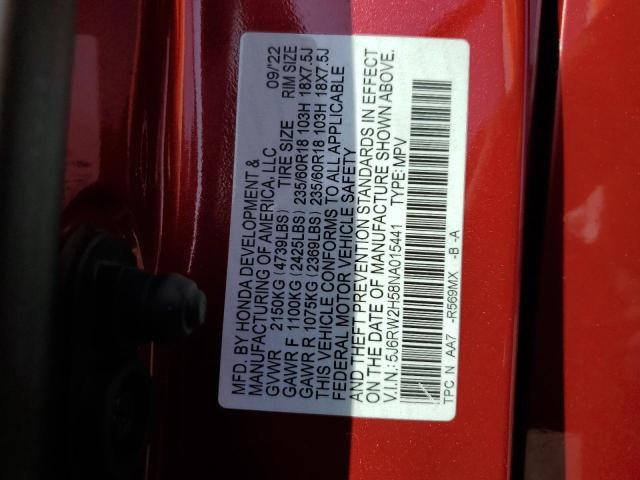 MFD. BY HONDA DEVELOPMENT &
MANUFACTURING OF AMERICA, LLC 09/'22
GVWR 2150KG (4739LBS) TIRE SIZE RIM SIZE
GAWR F 1100KG (2425LBS) 235/60R18 103H 18X7.5J
GAWR R 1075KG (2369LBS) 235/60R18 103H 18X7.5J
THIS VEHICLE CONFORMS TO ALL APPLICABLE
FEDERAL MOTOR VEHICLE SAFETY
AND THEFT PREVENTION STANDARDS IN EFFECT
ON THE DATE OF MANUFACTURE SHOWN ABOVE.
V.I.N.: 5J6RW2H58NA015441 TYPE: MPV
TPC N AA7 -R569MX -B -A